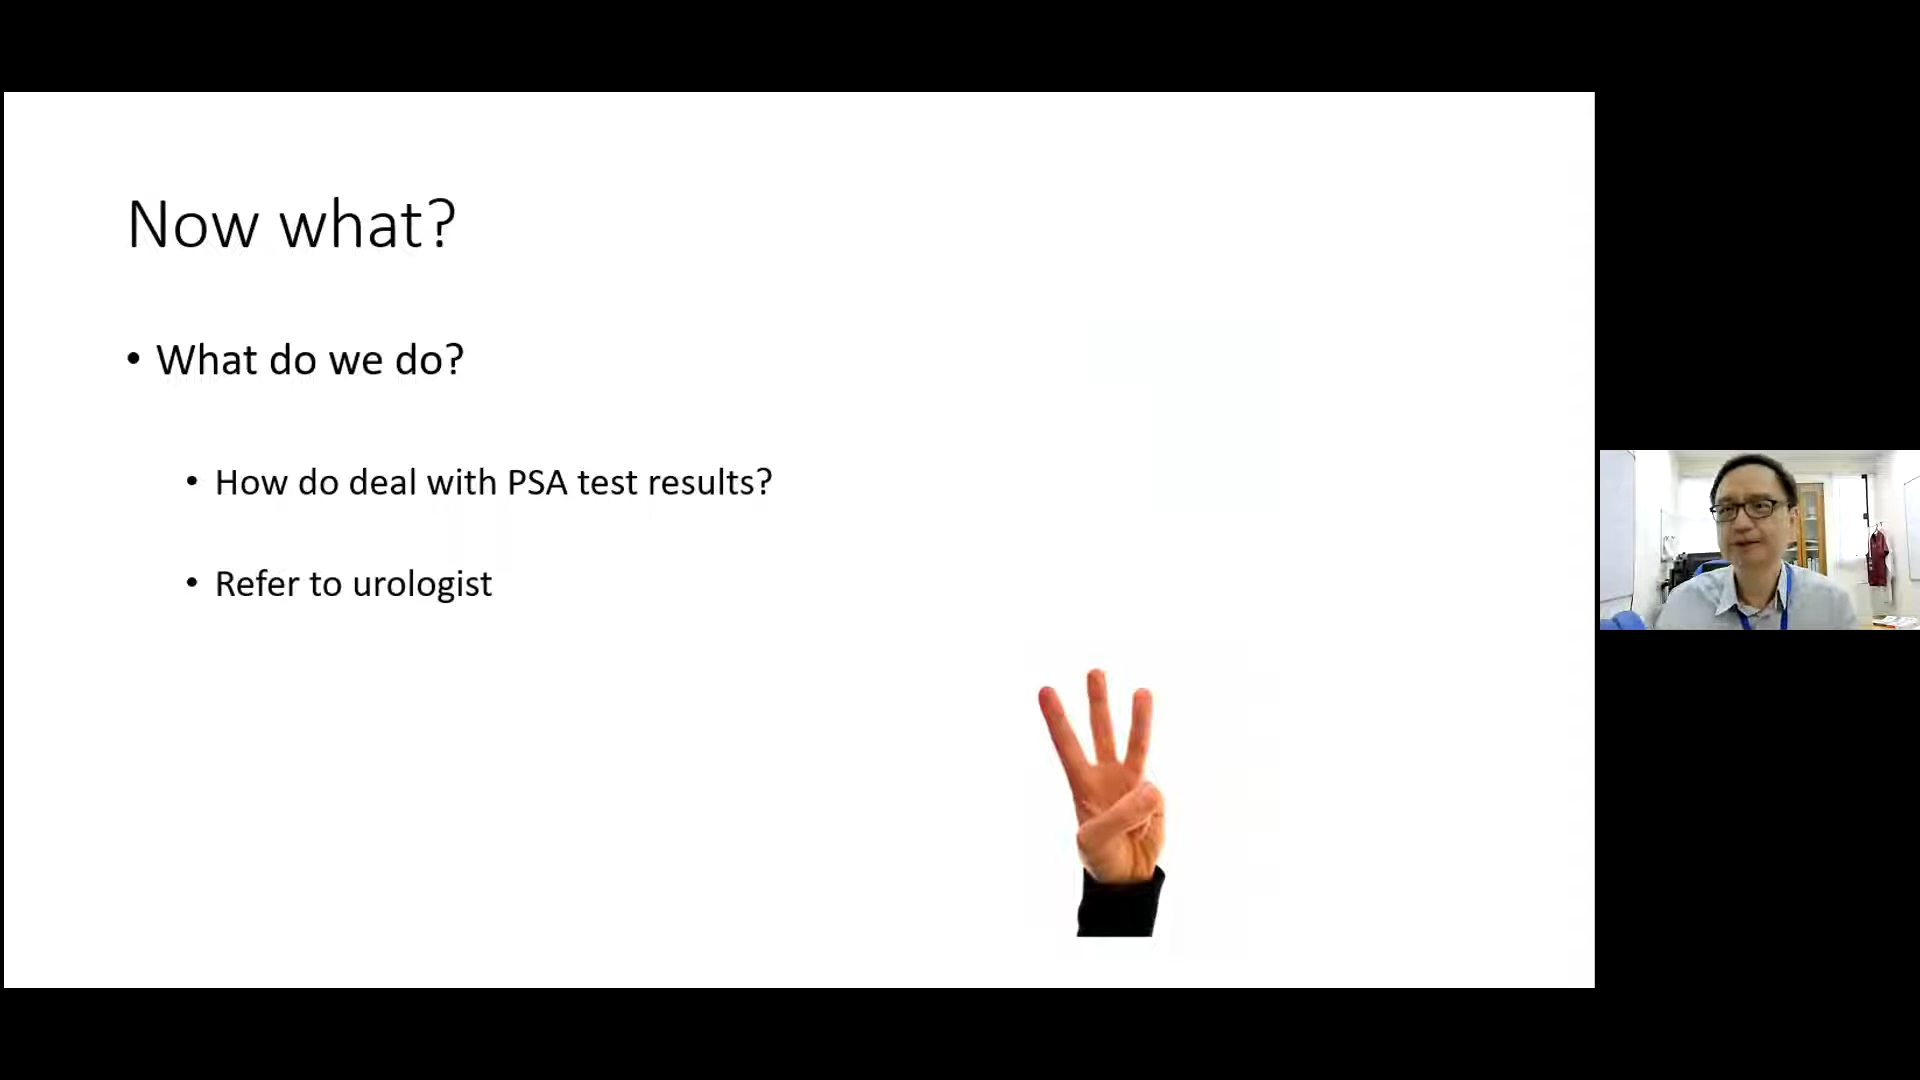 Now what?
• What do we do?
• How do deal with PSA test results?
• Refer to urologist